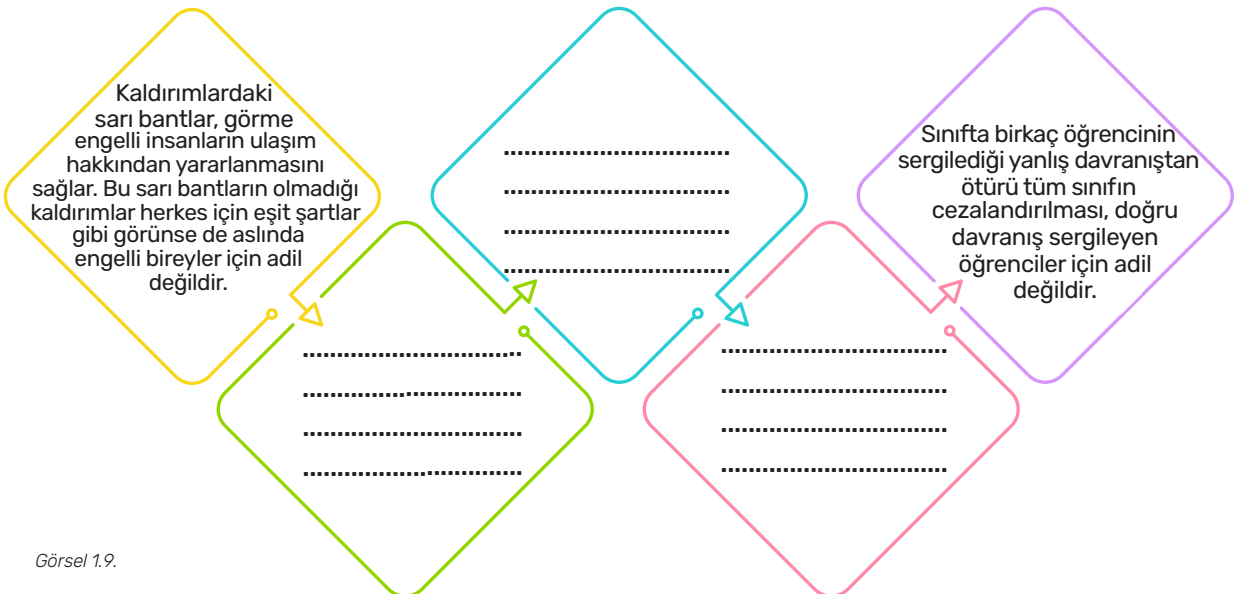 Kaldırımlardaki
sarı bantlar, görme
engelli insanların ulaşım
hakkından yararlanmasını
sağlar. Bu sarı bantların olmadığı
kaldırımlar herkes için eşit şartlar
gibi görünse de aslında
engelli bireyler için adil
değildir.
................................
................................
................................
................................
................................
................................
................................
................................
................................
................................
................................
................................
Sınıfta birkaç öğrencinin
sergilediği yanlış davranıştan
ötürü tüm sınıfın
cezalandırılması, doğru
davranış sergileyen
öğrenciler için adil
değildir.
Görsel 1.9.